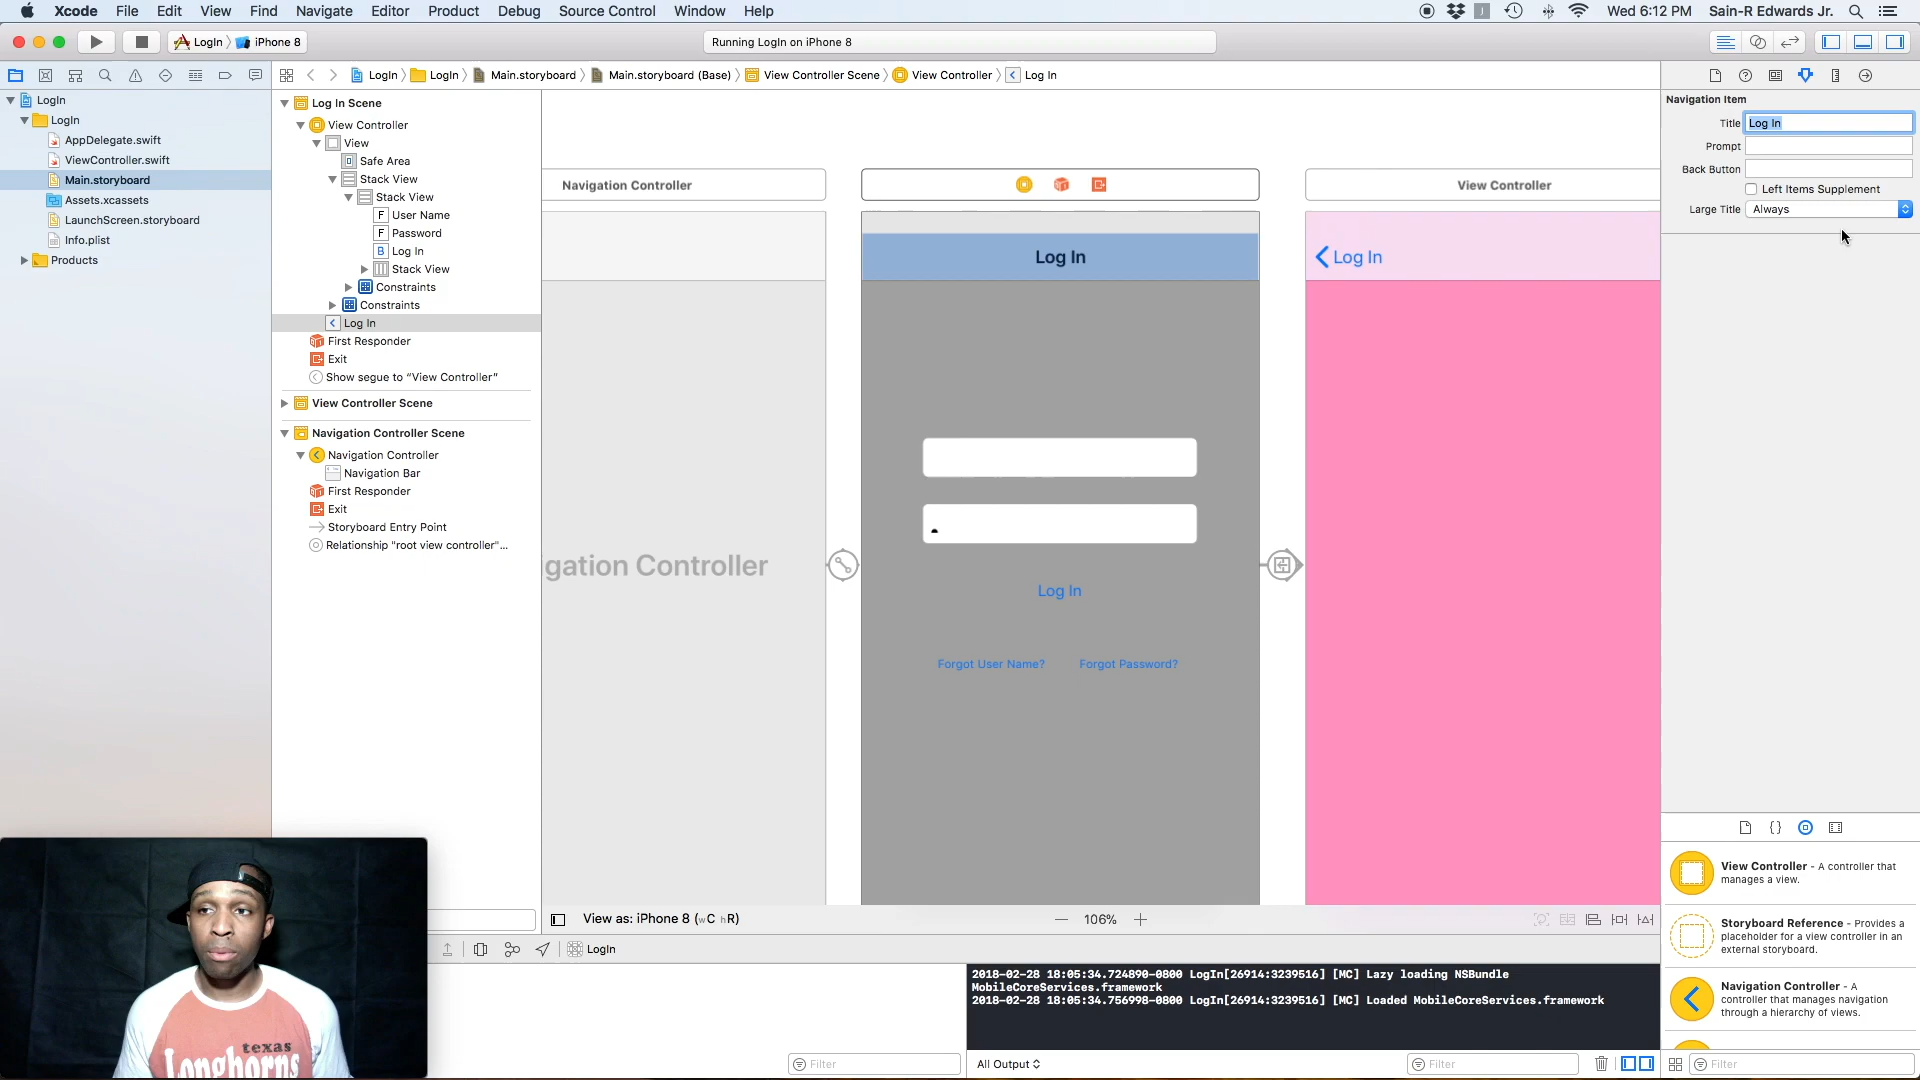 Xcode File Edit View Find Navigate Editor Product Debug Source Control Window Help
Wed 6:12 PM Sain-R Edwards Jr.
LogIn iPhone 8
Running LogIn on iPhone 8
LogIn LogIn Main.storyboard Main.storyboard (Base) View Controller Scene View Controller Log In
LogIn
LogIn
AppDelegate.swift
ViewController.swift
Main.storyboard
Assets.xcassets
LaunchScreen.storyboard
Info.plist
Products
Log In Scene
View Controller
View
Safe Area
Stack View
Stack View
F User Name
F Password
B Log In
Stack View
Constraints
Constraints
Log In
First Responder
Exit
Show segue to “View Controller”
View Controller Scene
Navigation Controller Scene
Navigation Controller
Navigation Bar
First Responder
Exit
Storyboard Entry Point
Relationship "root view controller"...
Navigation Controller
gation Controller
Log In
Log In
Forgot User Name? Forgot Password?
View Controller
Log In
View as: iPhone 8 (wC hR)
106%
LogIn
2018-02-28 18:05:34.724890-0800 LogIn[26914:3239516] [MC] Lazy loading NSBundle
MobileCoreServices.framework
2018-02-28 18:05:34.756998-0800 LogIn[26914:3239516] [MC] Loaded MobileCoreServices.framework
Filter
All Output
Filter
Navigation Item
Title Log In
Prompt
Back Button
Left Items Supplement
Large Title Always
{}
View Controller - A controller that
manages a view.
Storyboard Reference - Provides a
placeholder for a view controller in an
external storyboard.
Navigation Controller - A
controller that manages navigation
through a hierarchy of views.
Filter
texas
Longhorns